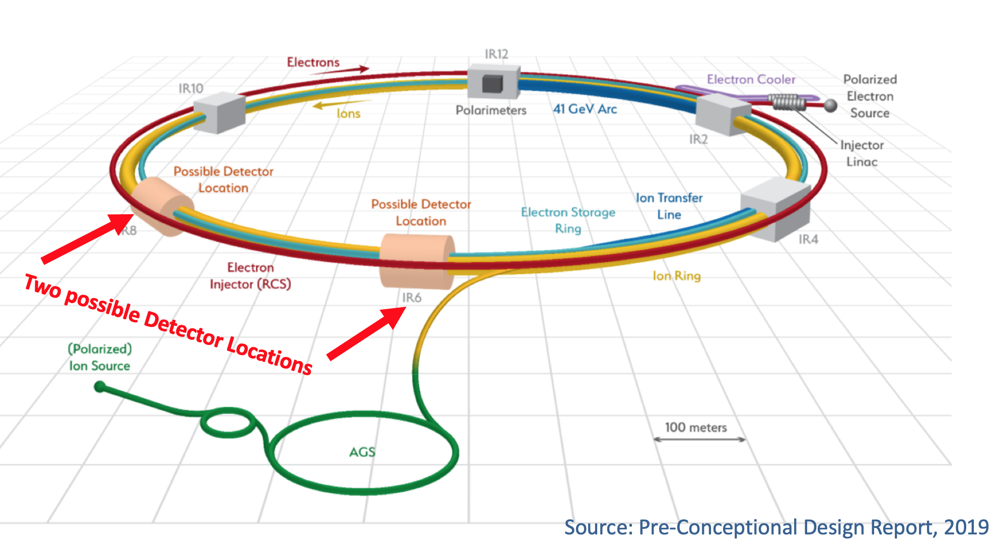 IR12
Electrons
IR10
Ions
Polarimeters
41 GeV Arc
Electron Cooler
Polarized
Electron
Source
IR2
Injector
Linac
Possible Detector
Location
Possible Detector
Location
Electron Storage
Ring
Ion Transfer
Line
R8
IR4
Electron
Injector (RCS)
Ion Ring
IR6
Two possible Detector Locations
(Polarized)
Ion Source
100 meters
AGS
Source: Pre-Conceptional Design Report, 2019